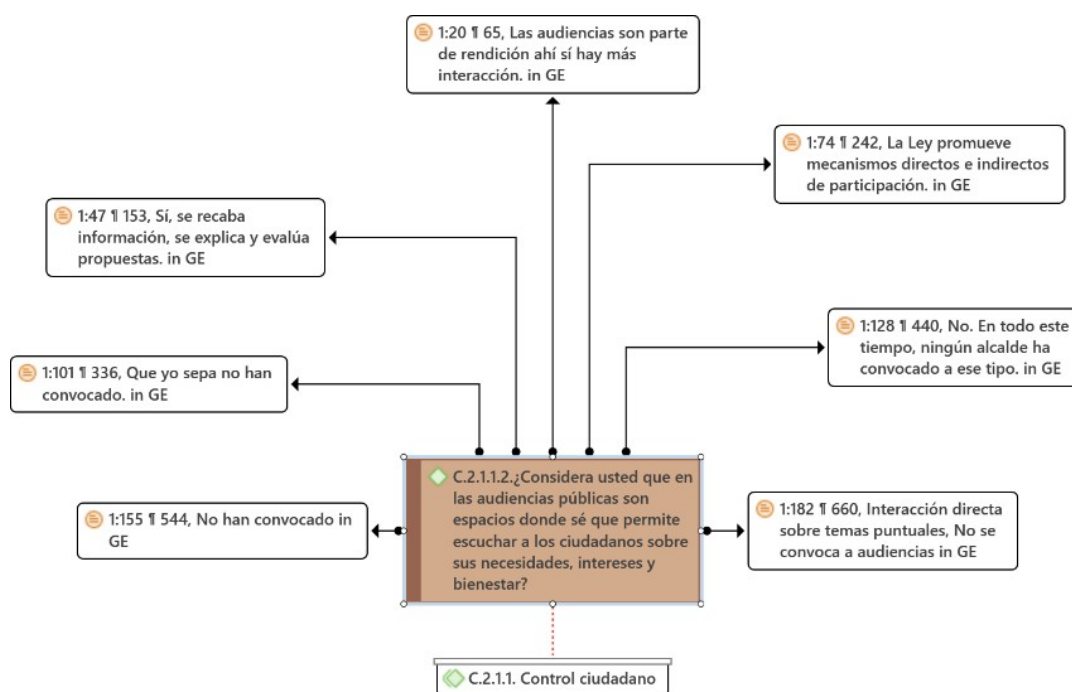 1:20 ¶ 65, Las audiencias son parte
de rendición ahí sí hay más
interacción. in GE
1:74 ¶ 242, La Ley promueve
mecanismos directos e indirectos
de participación. in GE
1:47 ¶ 153, Sí, se recaba
información, se explica y evalúa
propuestas. in GE
1:128 ¶ 440, No. En todo este
tiempo, ningún alcalde ha
convocado a ese tipo. in GE
1:101 ¶ 336, Que yo sepa no han
convocado. in GE
C.2.1.1.2.¿Considera usted que en
las audiencias públicas son
espacios donde sé que permite
escuchar a los ciudadanos sobre
sus necesidades, intereses y
bienestar?
1:155 ¶ 544, No han convocado in
GE
1:182 ¶ 660, Interacción directa
sobre temas puntuales, No se
convoca a audiencias in GE
C.2.1.1. Control ciudadano